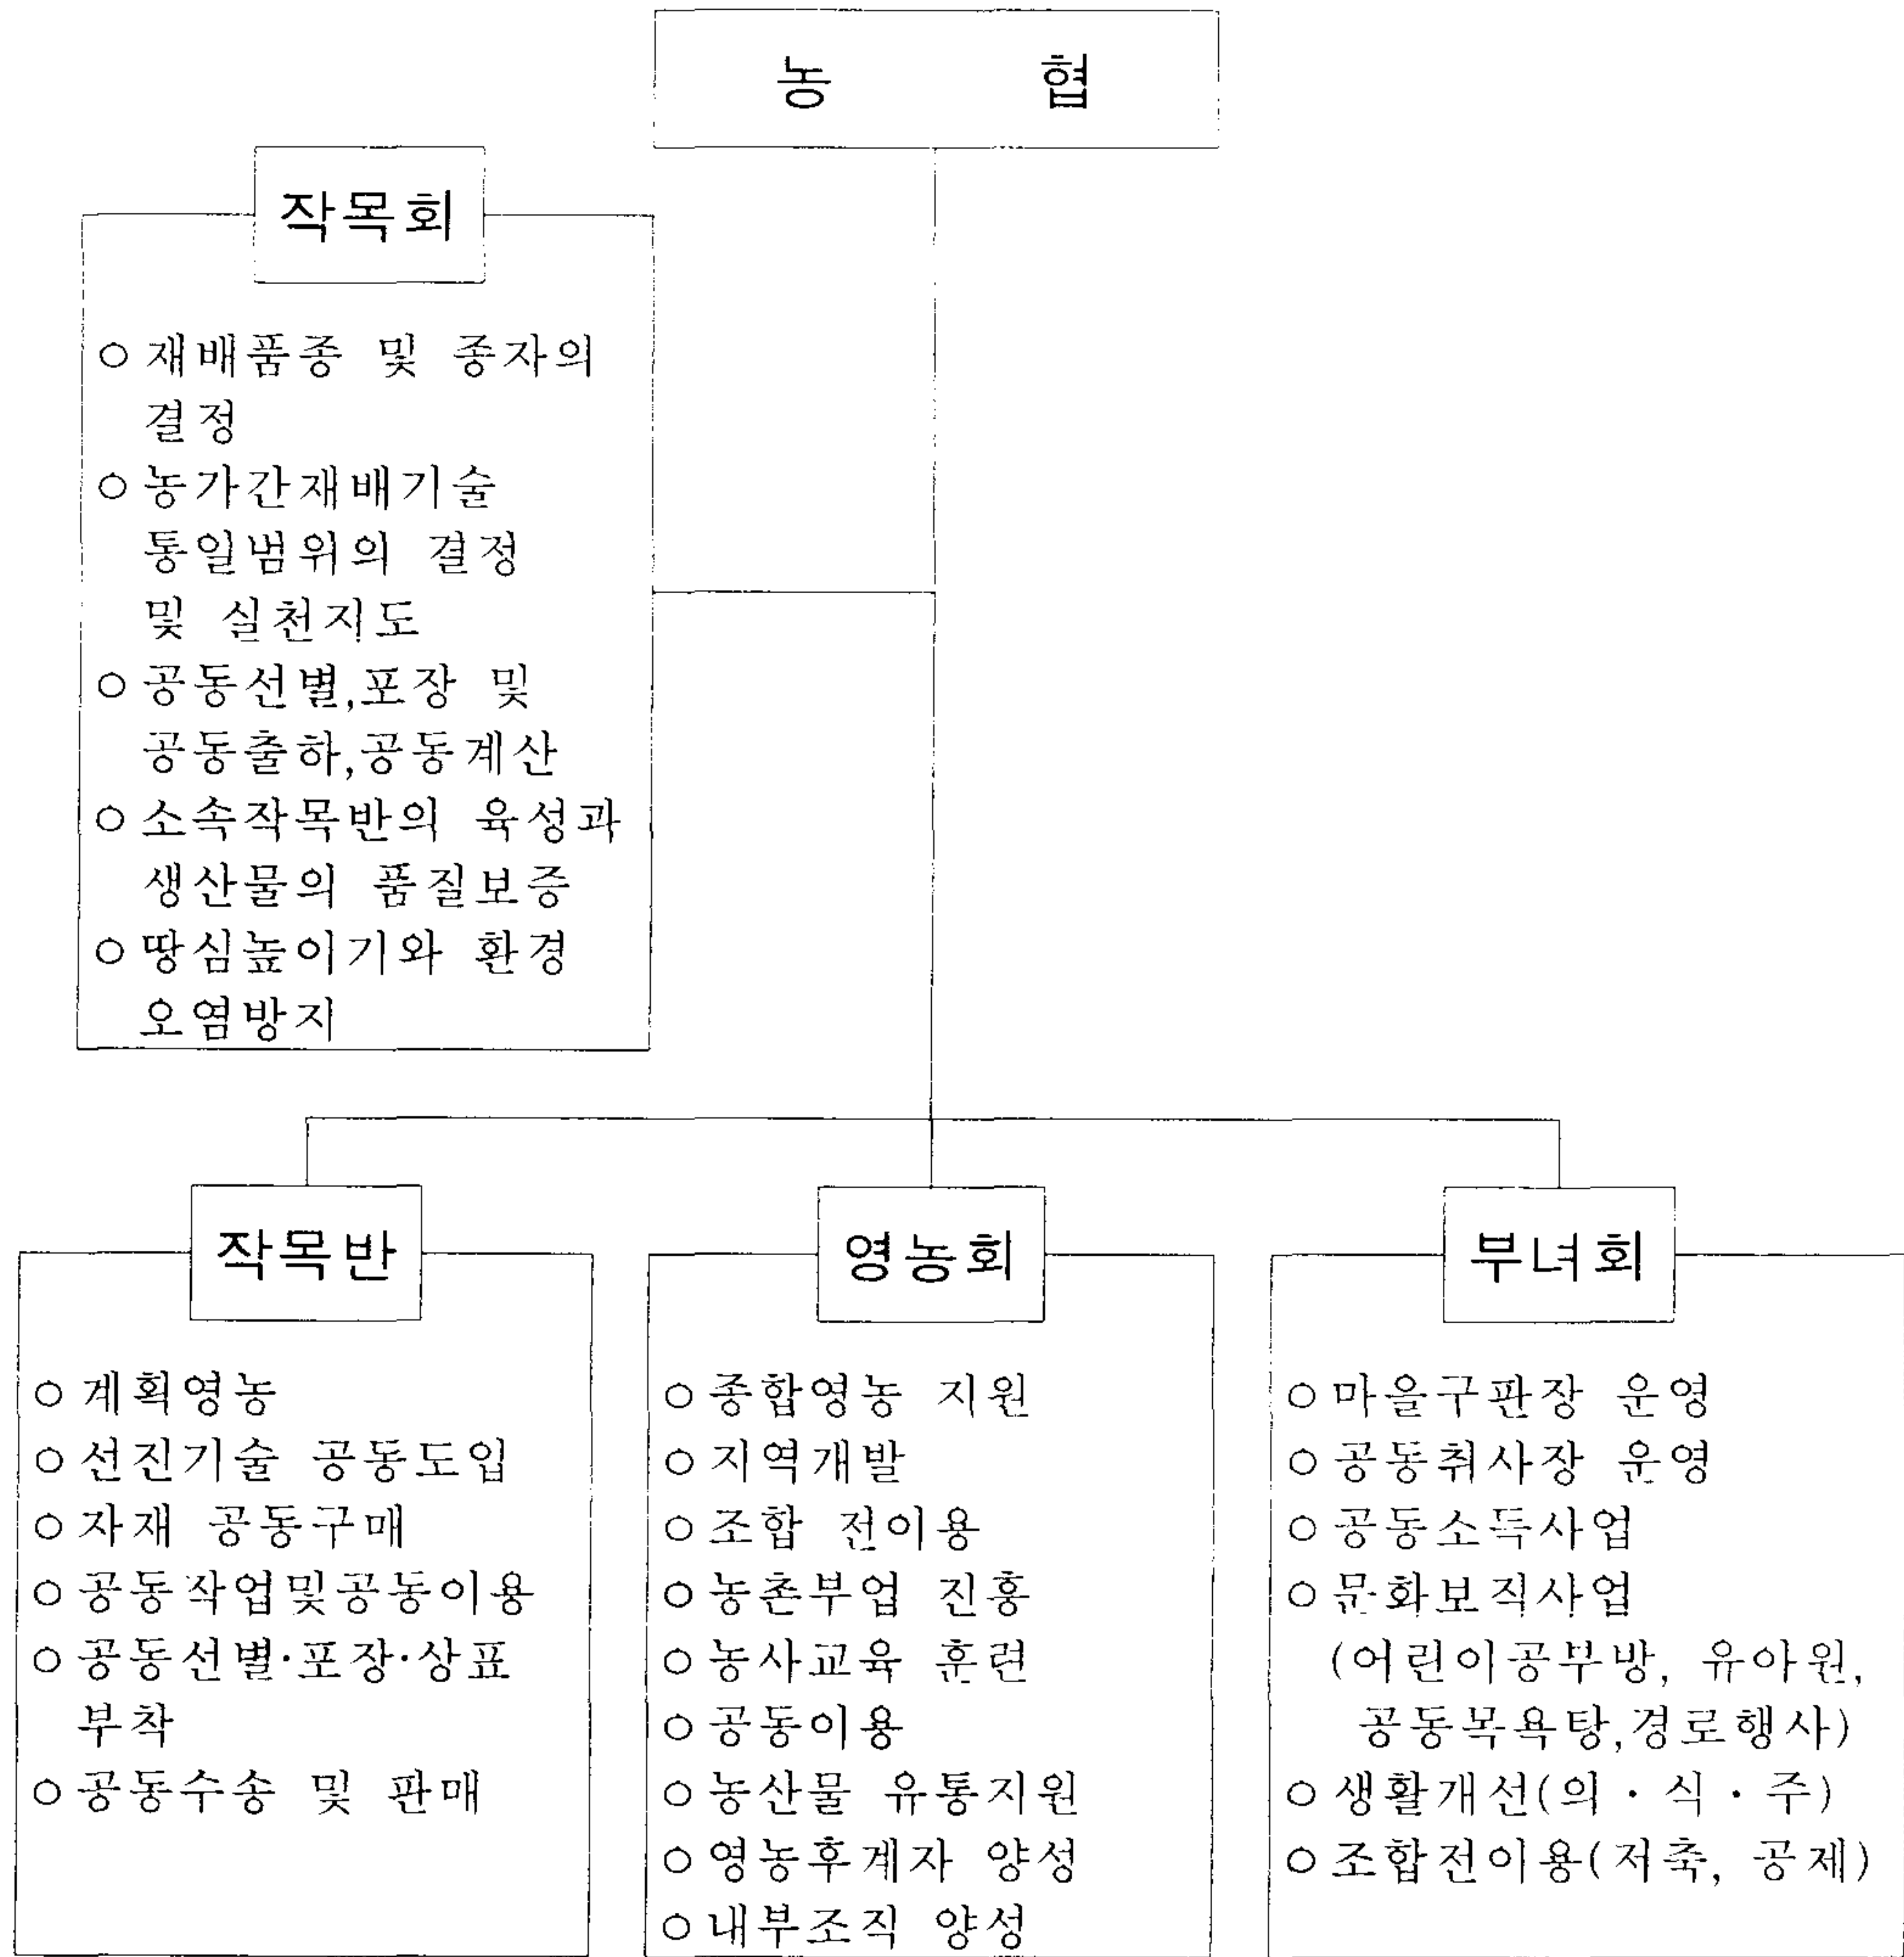 농 협
작목회
○ 재배품종 및 종자의
결정
○ 농가간재배기술
통일범위의 결정
및 실천지도
○ 공동선별,포장 및
공동출하,공동계산
○ 소속작목반의 육성과
생산물의 품질보증
○ 땅심높이기와 환경
오염방지
작목반
○ 계획영농
○ 선진기술 공동도입
○ 자재 공동구매
○ 공동작업및공동이용
○ 공동선별·포장·상표
부착
○ 공동수송 및 판매
영농회
○ 종합영농 지원
○ 지역개발
○ 조합 전이용
○ 농촌부업 진흥
○ 농사교육 훈련
○ 공동이용
○ 농산물 유통지원
○ 영농후계자 양성
○ 내부조직 양성
부녀회
○ 마을구판장 운영
○ 공동취사장 운영
○ 공동소득사업
○ 문화보직사업
(어린이공부방, 유아원,
공동목욕탕,경로행사)
○ 생활개선(의 · 식 · 주)
○ 조합전이용(저축, 공제)